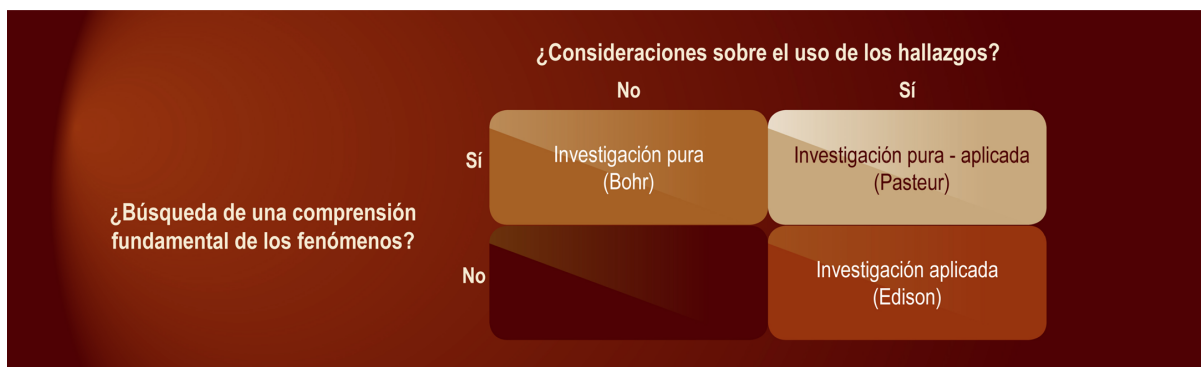 ¿Consideraciones sobre el uso de los hallazgos?
No
Sí
Sí
Investigación pura
(Bohr)
Investigación pura - aplicada
(Pasteur)
¿Búsqueda de una comprensión
fundamental de los fenómenos?
No
Investigación aplicada
(Edison)